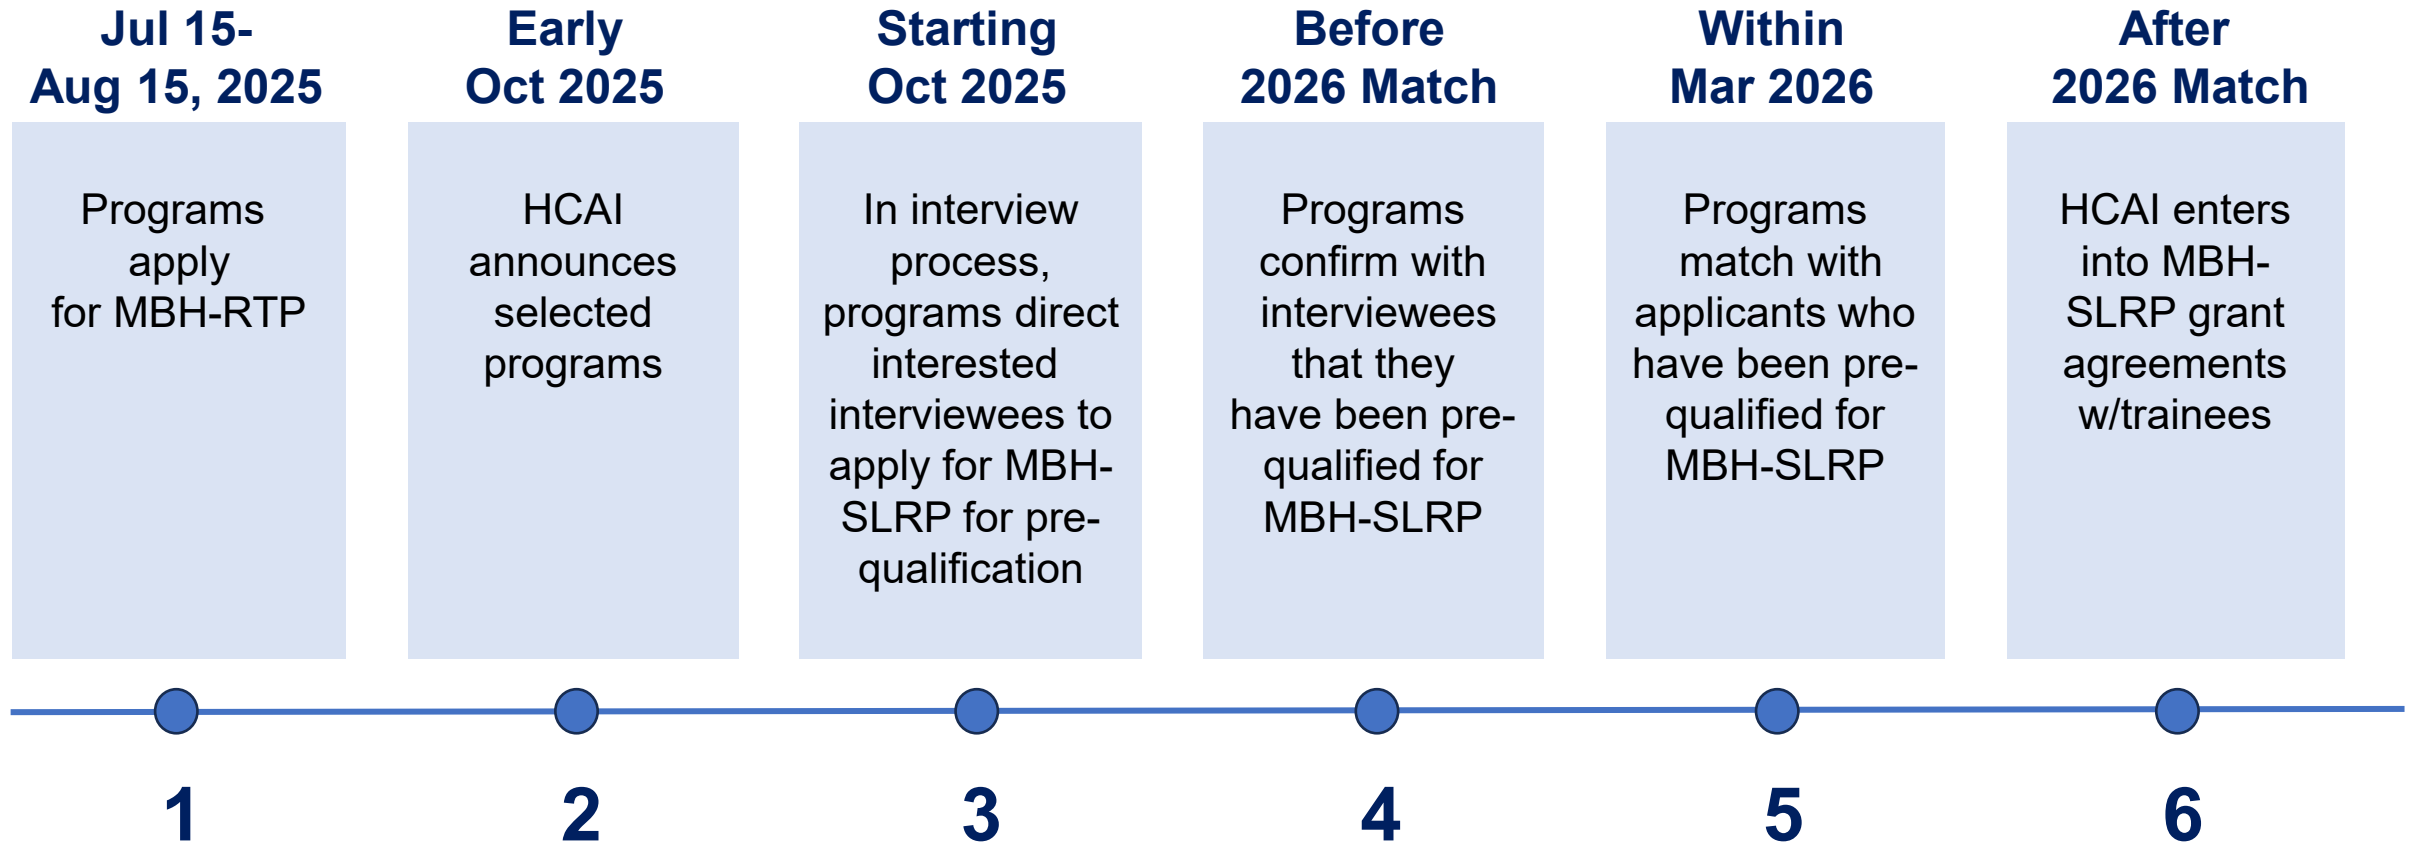 Jul 15-
Aug 15, 2025
Programs
apply
for MBH-RTP
1
Early
Oct 2025
HCAI
announces
selected
programs
2
Starting
Oct 2025
In interview
process,
programs direct
interested
interviewees to
apply for MBH-
SLRP for pre-
qualification
3
Before
2026 Match
Programs
confirm with
interviewees
that they
have been pre-
qualified for
MBH-SLRP
4
Within
Mar 2026
Programs
match with
applicants who
have been pre-
qualified for
MBH-SLRP
5
After
2026 Match
HCAI enters
into MBH-
SLRP grant
agreements
w/trainees
6